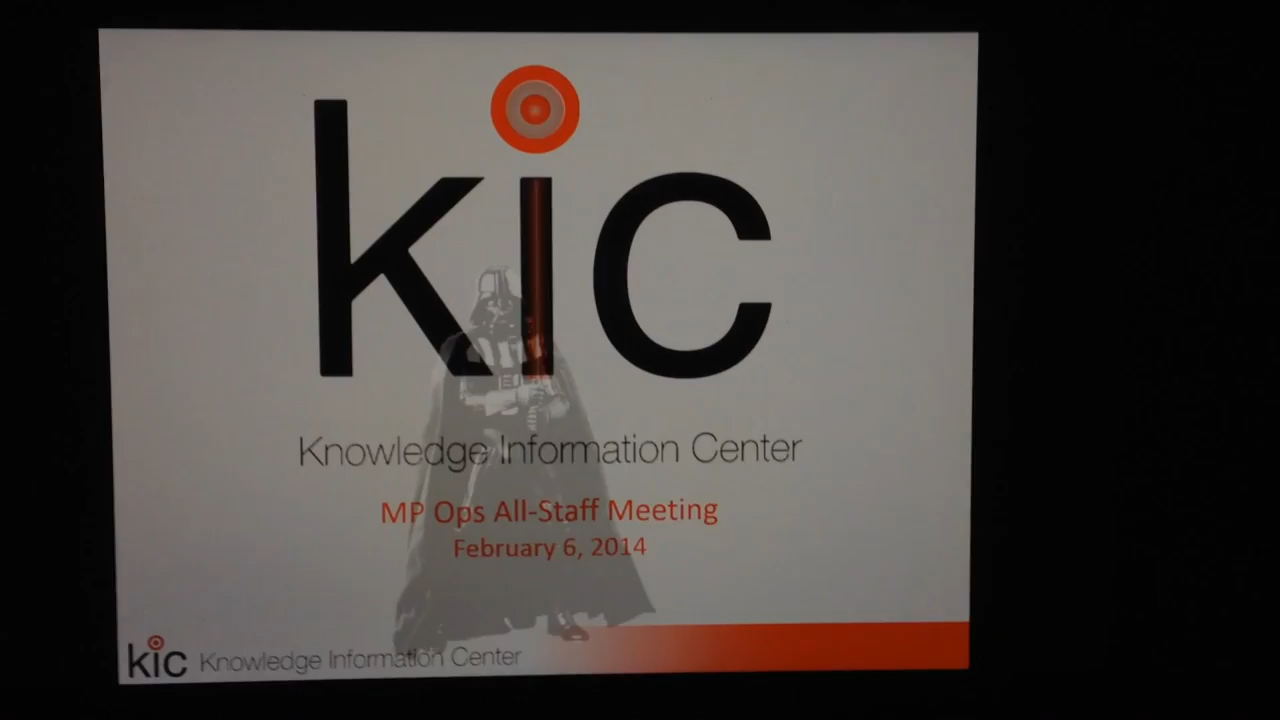 kic
Knowledge Information Center
MP Ops All-Staff Meeting
February 6, 2014
kic Knowledge Information Center